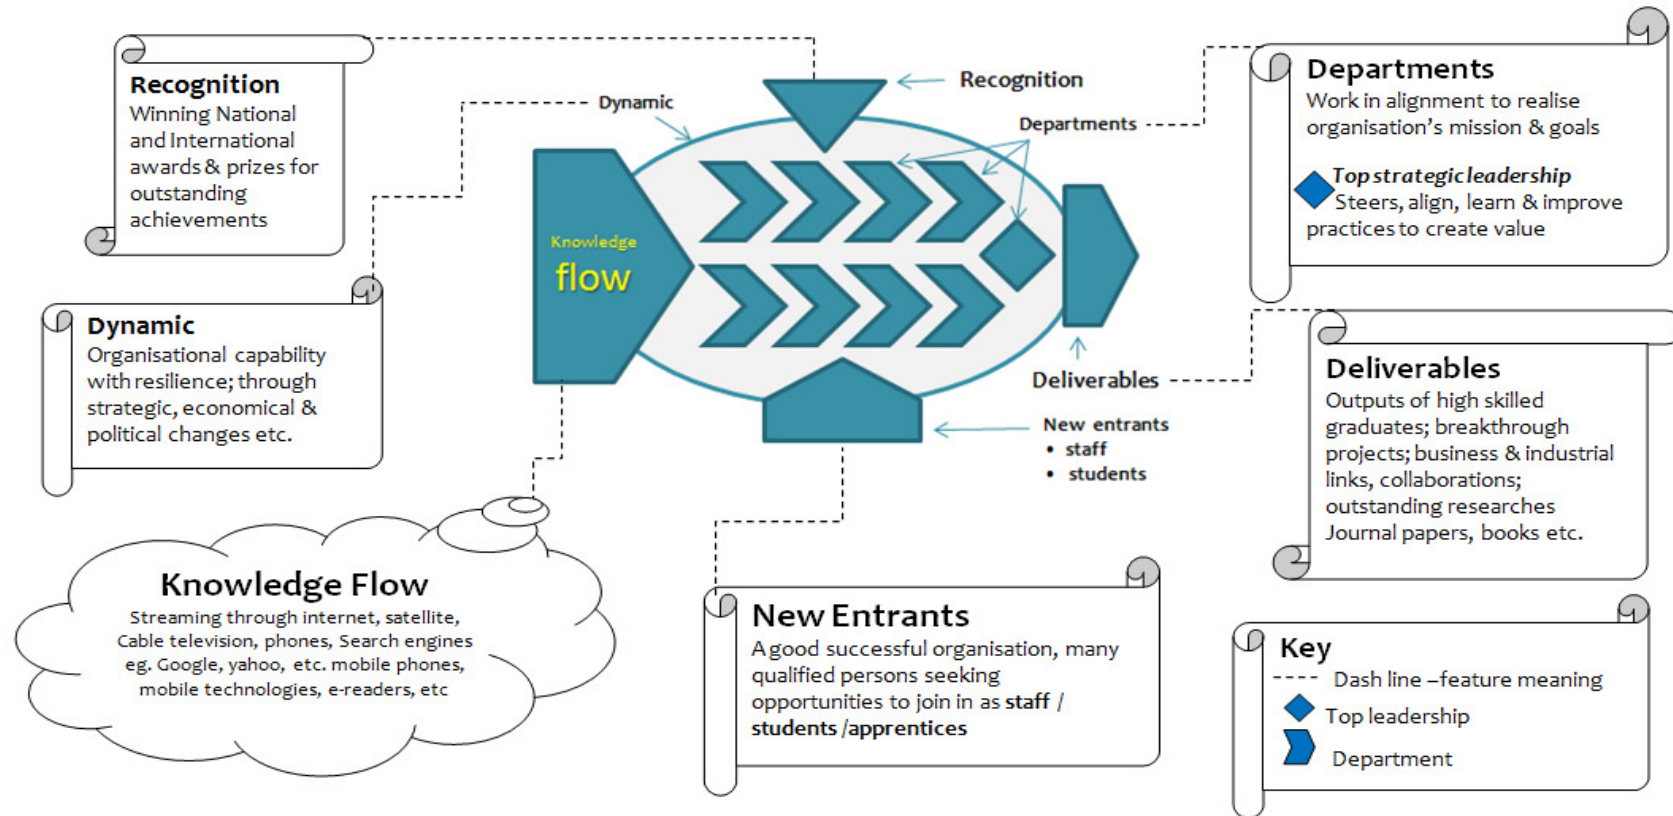 Recognition
Winning National
and International
awards & prizes for
outstanding
achievements
Dynamic
Organisational capability
with resilience; through
strategic, economical &
political changes etc.
Dynamic
Recognition
Departments
Knowledge
flow
Deliverables
New entrants
• staff
• students
Departments
Work in alignment to realise
organisation's mission & goals
Top strategic leadership
Steers, align, learn & improve
practices to create value
Deliverables
Outputs of high skilled
graduates; breakthrough
projects; business & industrial
links, collaborations;
outstanding researches
Journal papers, books etc.
Knowledge Flow
Streaming through internet, satellite,
Cable television, phones, Search engines
eg. Google, yahoo, etc. mobile phones,
mobile technologies, e-readers, etc
New Entrants
A good successful organisation, many
qualified persons seeking
opportunities to join in as staff /
students /apprentices
Key
Dash line –feature meaning
Top leadership
Department